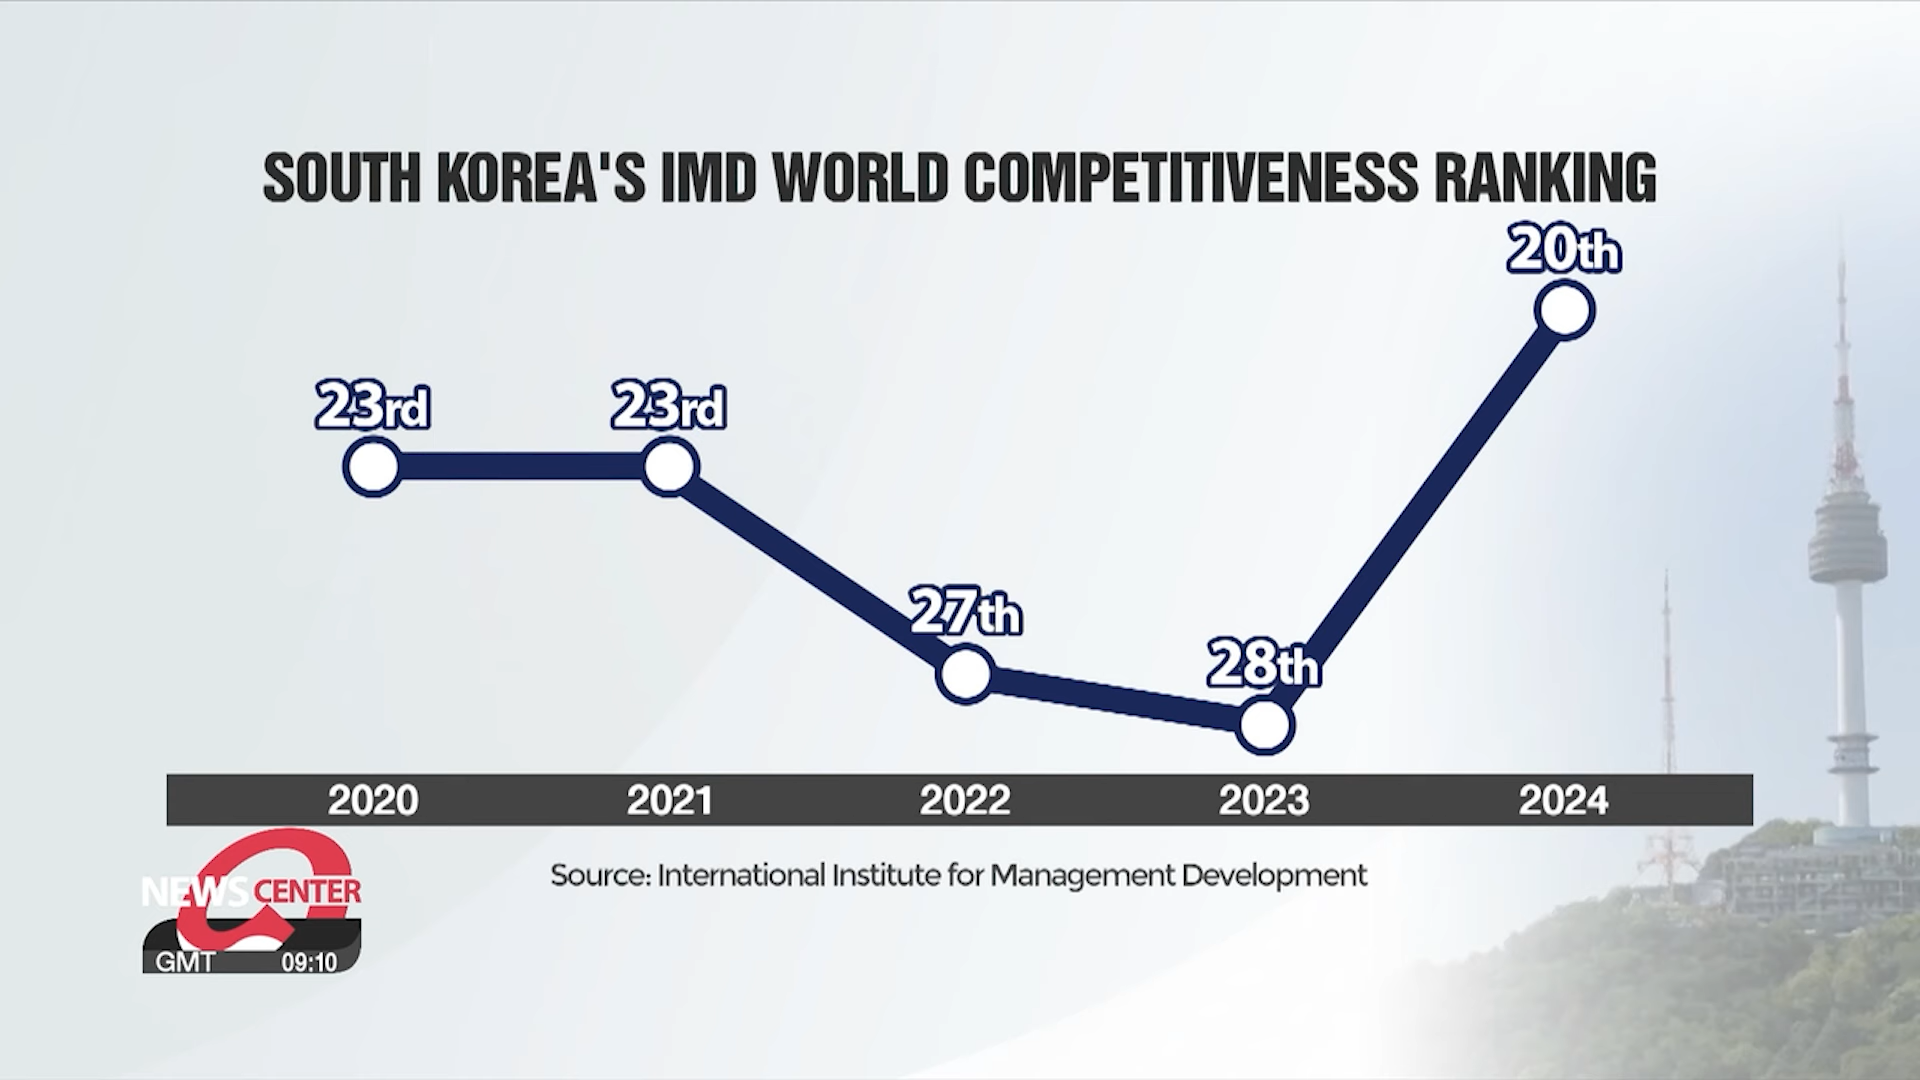 SOUTH KOREA'S IMD WORLD COMPETITIVENESS RANKING
20th
23rd 23rd
27th
28th
2020 2021 2022 2023 2024
Source: International Institute for Management Development
NEWS CENTER
GMT 09:10